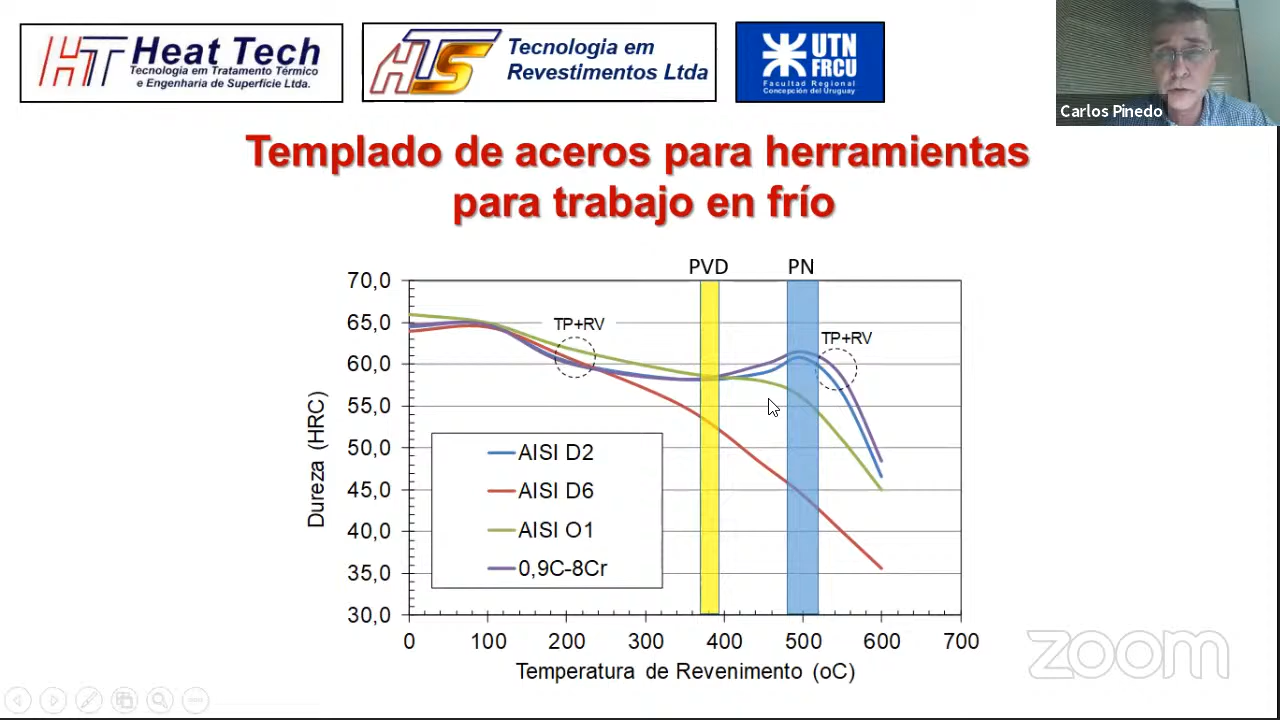 Heat Tech
Tecnologia em Tratamento Térmico
e Engenharia de Superfície Ltda.
HTS
Tecnologia em
Revestimentos Ltda
UTN
FRCU
Facultad Regional
Concepción del Uruguay
Carlos Pinedo
Templado de aceros para herramientas
para trabajo en frío
PVD
PN
TP+RV
TP+RV
70,0
65,0
60,0
55,0
50,0
45,0
40,0
35,0
30,0
Dureza (HRC)
AISI D2
AISI D6
AISI O1
0,9C-8Cr
0
100
200
300
400
500
600
700
Temperatura de Revenimento (oC)
zoom